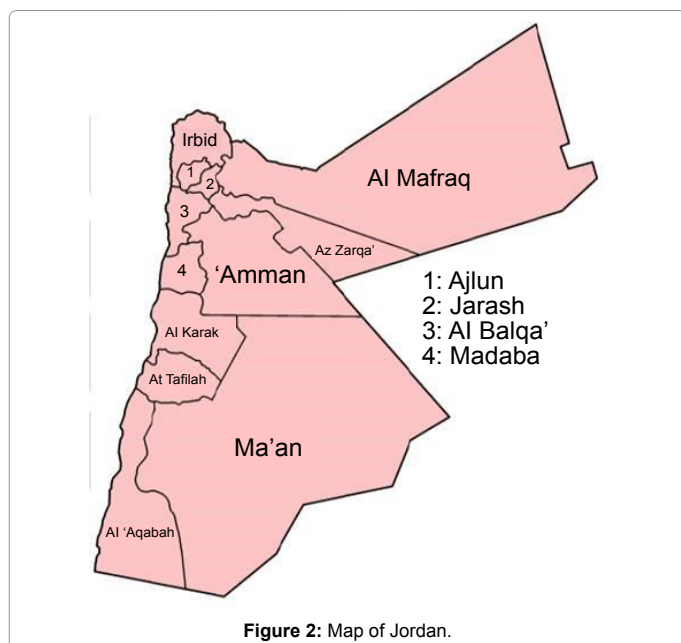 Irbid
1
2
Al Mafraq
3
Az Zarqa’
4
‘Amman
1: Ajlun
2: Jarash
3: Al Balqa’
4: Madaba
Al Karak
At Tafilah
Ma’an
Al ‘Aqabah
Figure 2: Map of Jordan.